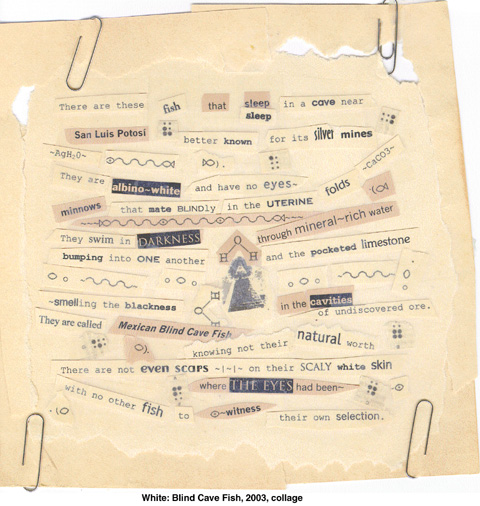 There are these fish that sleep in a cave near
sleep
San Luis Potosí better known for its silver mines
~AgH₂O~ ~CaCO3~
They are albino~white and have no eyes~ folds
minnows that mate BLINDLY in the UTERINE
They swim in DARKNESS through mineral~rich water
H O H
bumping into ONE another and the pocketed limestone
~smelling the blackness in the cavities
of undiscovered ore.
They are called Mexican Blind Cave Fish
knowing not their natural worth
There are not even scars ~|~|~ on their SCALY white skin
where THE EYES had been~
with no other fish to ~witness their own selection.
White: Blind Cave Fish, 2003, collage